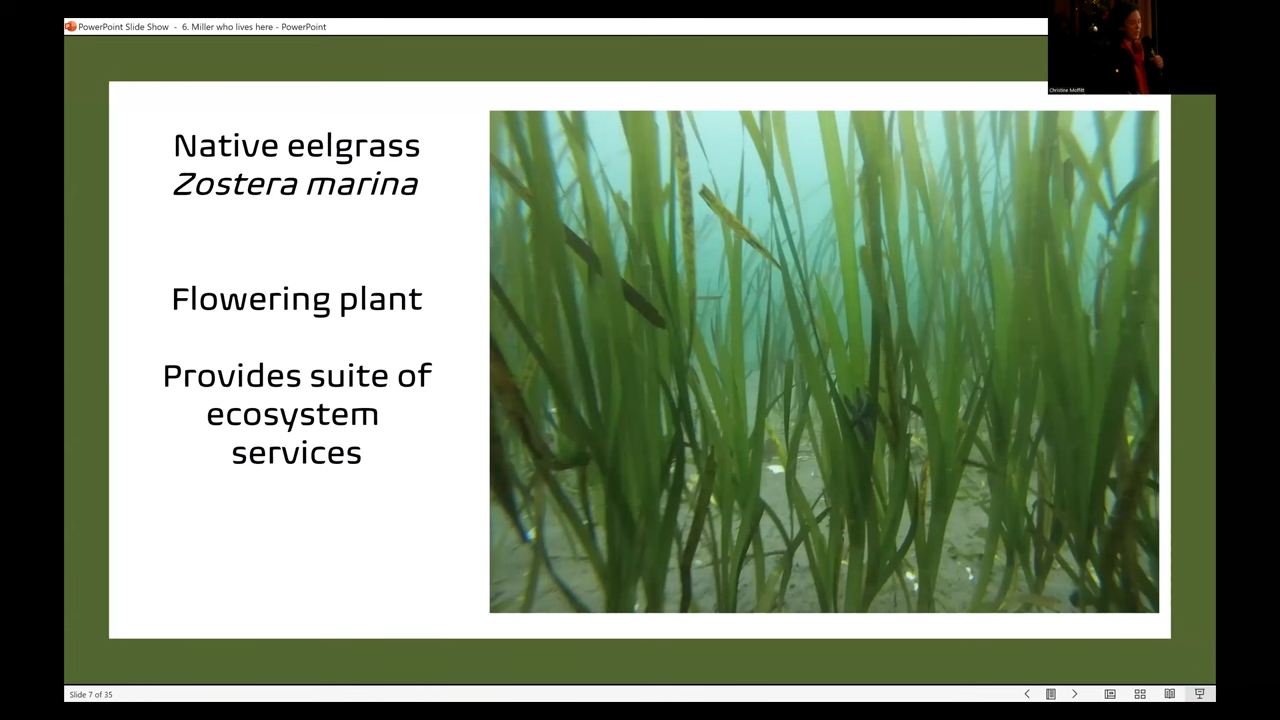 PowerPoint Slide Show - 6. Miller who lives here - PowerPoint
Christine Moffitt
Native eelgrass
Zostera marina
Flowering plant
Provides suite of
ecosystem
services
Slide 7 of 35